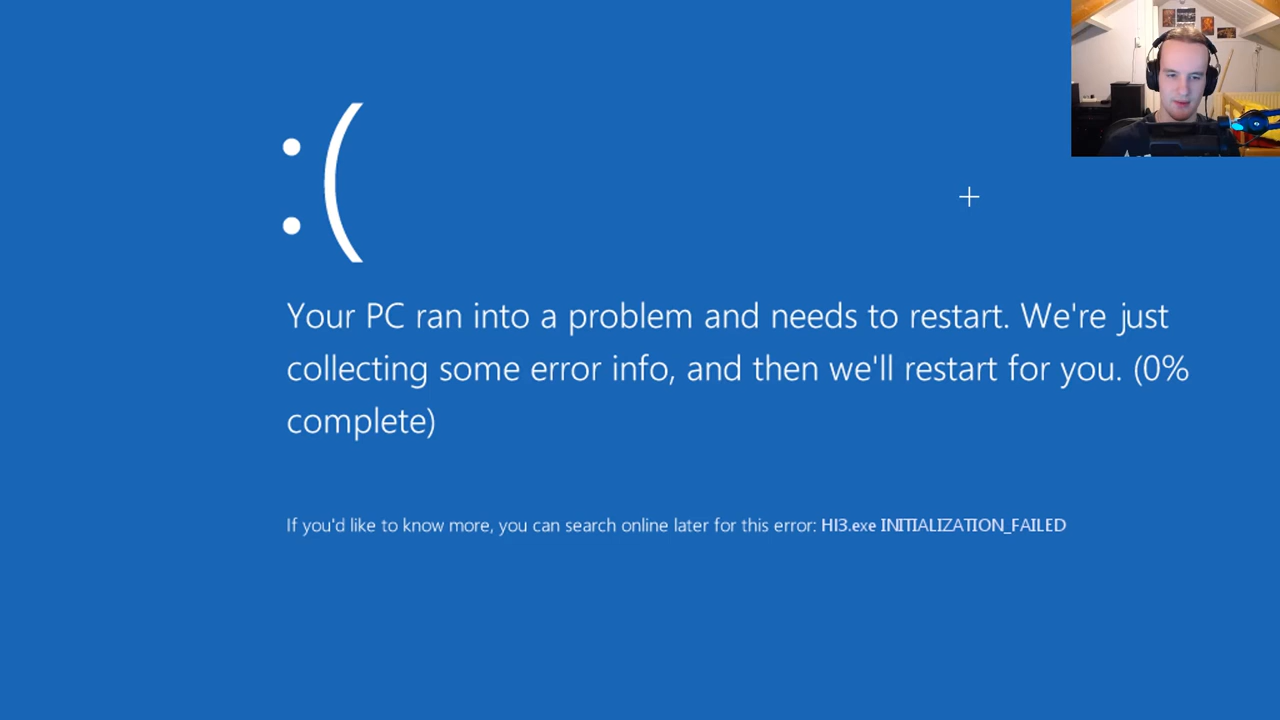 :(
Your PC ran into a problem and needs to restart. We're just
collecting some error info, and then we'll restart for you. (0%
complete)
If you'd like to know more, you can search online later for this error: HI3.exe INITIALIZATION_FAILED